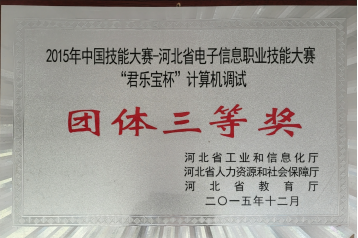 2015年中国技能大赛-河北省电子信息职业技能大赛
“君乐宝杯”计算机调试
团体三等奖
河北省工业和信息化厅
河北省人力资源和社会保障厅
河北省教育厅
二〇一五年十二月